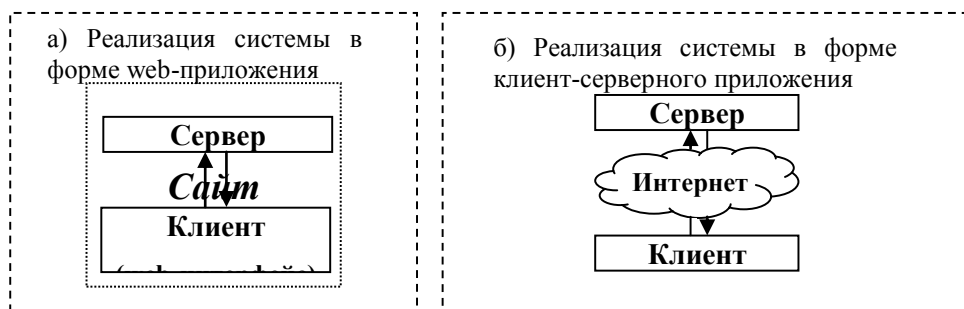 а) Реализация системы в
форме web-приложения
Сервер
Сайт
Клиент
б) Реализация системы в форме
клиент-серверного приложения
Сервер
Интернет
Клиент